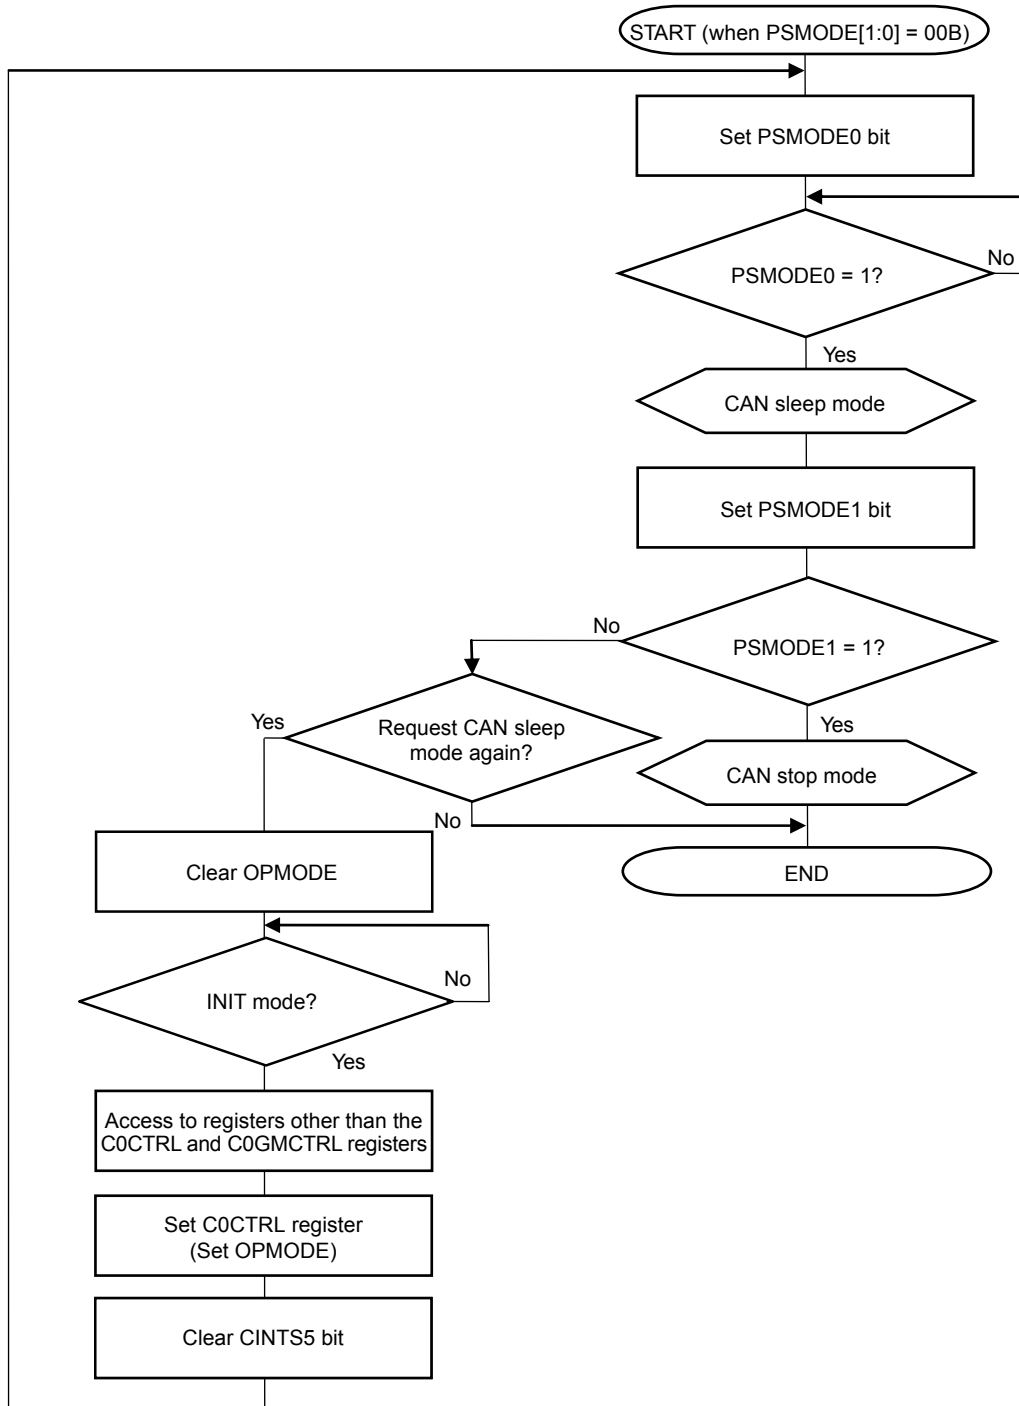 START (when PSMODE[1:0] = 00B)
Set PSMODE0 bit
PSMODE0 = 1?
No
Yes
CAN sleep mode
Set PSMODE1 bit
PSMODE1 = 1?
No
Yes
Request CAN sleep
mode again?
Yes
No
CAN stop mode
END
Clear OPMODE
INIT mode?
No
Yes
Access to registers other than the
C0CTRL and C0GMCTRL registers
Set C0CTRL register
(Set OPMODE)
Clear CINTS5 bit